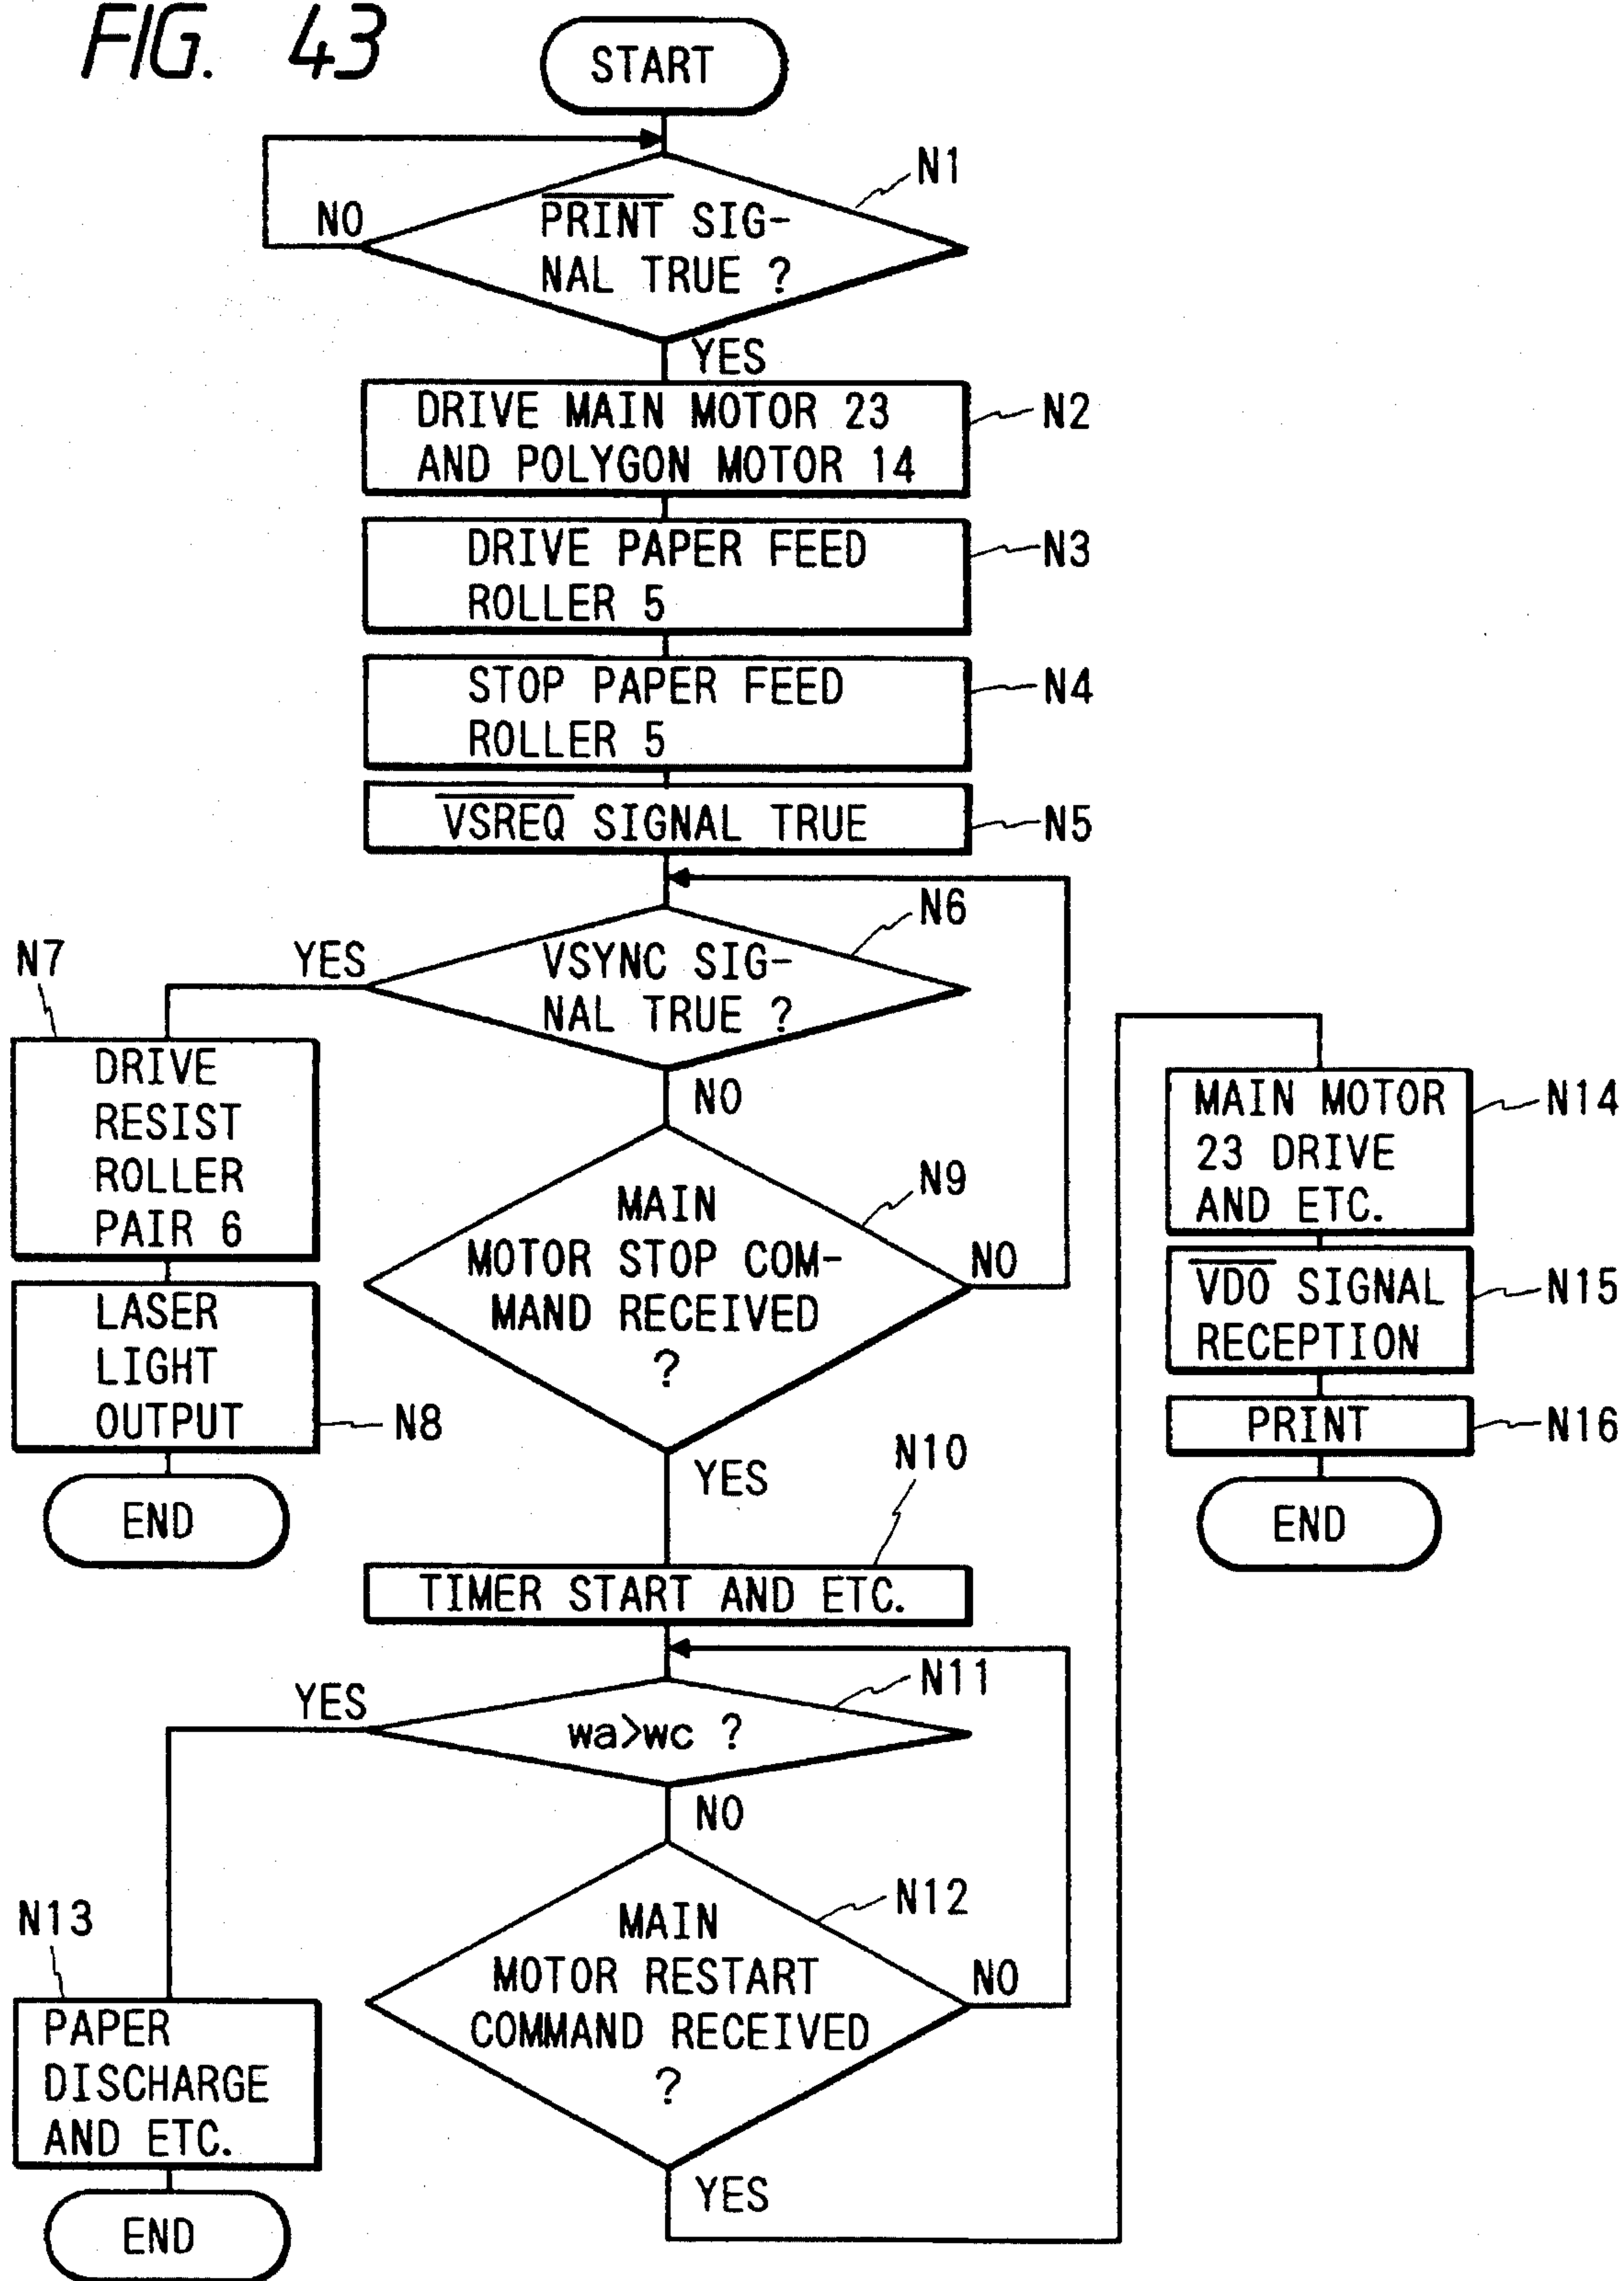 FIG. 43
START
N1
NO
P̅R̅I̅N̅T̅ SIG-
NAL TRUE ?
YES
DRIVE MAIN MOTOR 23
AND POLYGON MOTOR 14
N2
DRIVE PAPER FEED
ROLLER 5
N3
STOP PAPER FEED
ROLLER 5
N4
V̅S̅R̅E̅Q̅ SIGNAL TRUE
N5
N6
VSYNC SIG-
NAL TRUE ?
YES
NO
N7
DRIVE
RESIST
ROLLER
PAIR 6
LASER
LIGHT
OUTPUT
N8
END
N9
MAIN
MOTOR STOP COM-
MAND RECEIVED
?
NO
YES
N10
TIMER START AND ETC.
N11
YES
wa>wc ?
NO
N12
MAIN
MOTOR RESTART
COMMAND RECEIVED
?
NO
YES
N13
PAPER
DISCHARGE
AND ETC.
END
MAIN MOTOR
23 DRIVE
AND ETC.
N14
V̅D̅O̅ SIGNAL
RECEPTION
N15
PRINT
N16
END